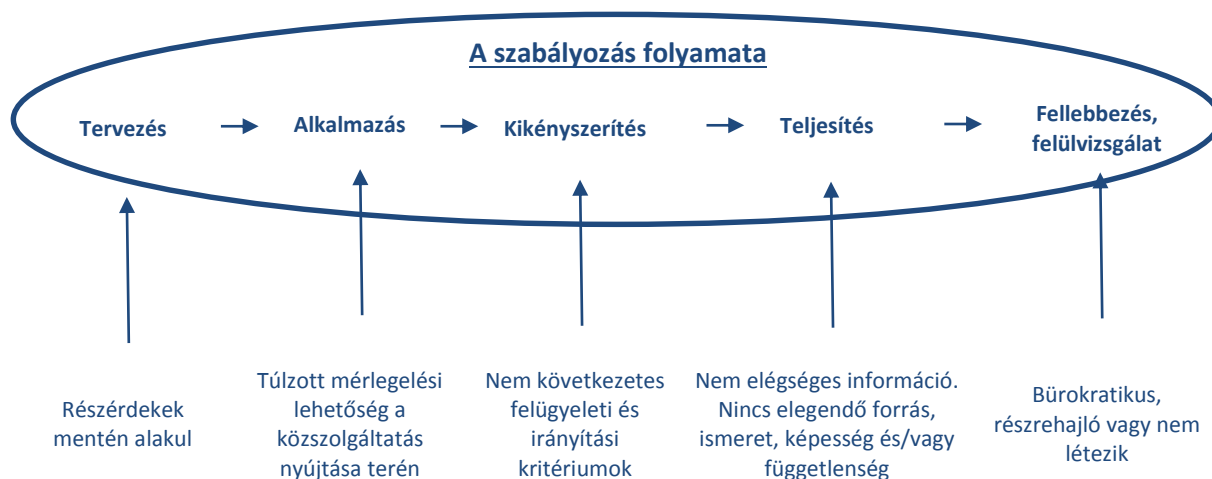 A szabályozás folyamata
Tervezés
Alkalmazás
Kikényszerítés
Teljesítés
Fellebbezés,
felülvizsgálat
Részérdekek
mentén alakul
Túlzott mérlegelési
lehetőség a
közszolgáltatás
nyújtása terén
Nem következetes
felügyeleti és
irányítási
kritériumok
Nem elégséges információ.
Nincs elegendő forrás,
ismeret, képesség és/vagy
függetlenség
Bürokratikus,
részrehajló vagy nem
létezik